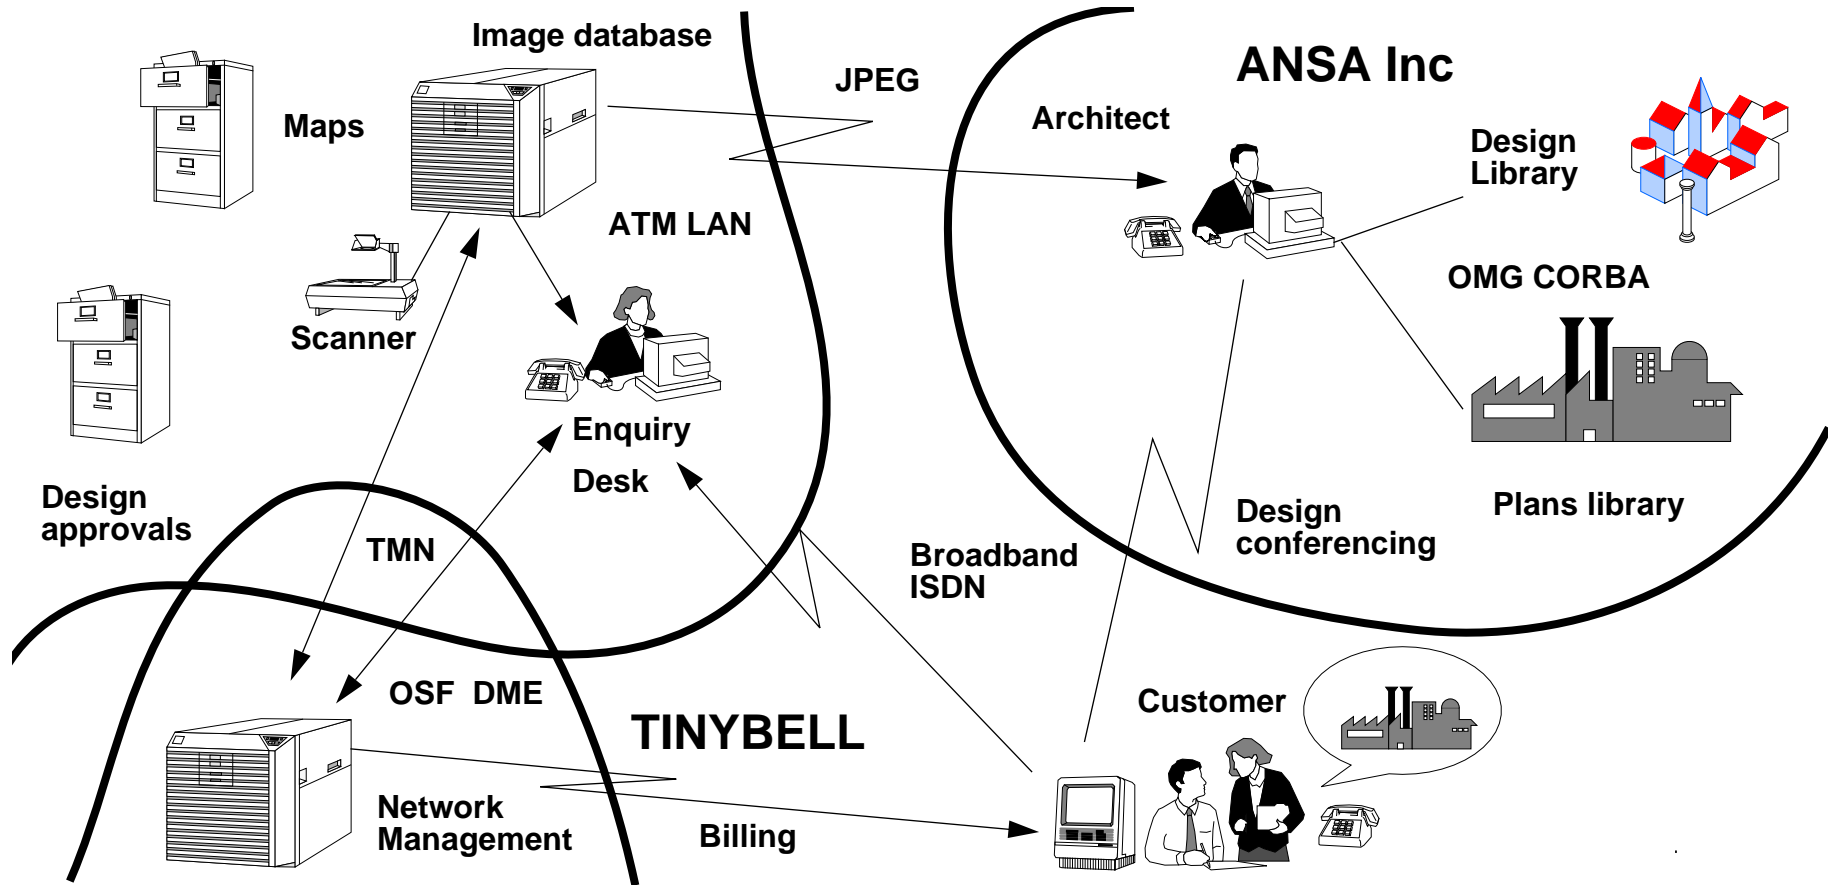 Image database
ANSA Inc
JPEG
Maps
Architect
Design
Library
ATM LAN
OMG CORBA
Scanner
Enquiry
Desk
Design
approvals
TMN
Plans library
Design
conferencing
Broadband
ISDN
OSF DME
Customer
TINYBELL
Network
Management
Billing